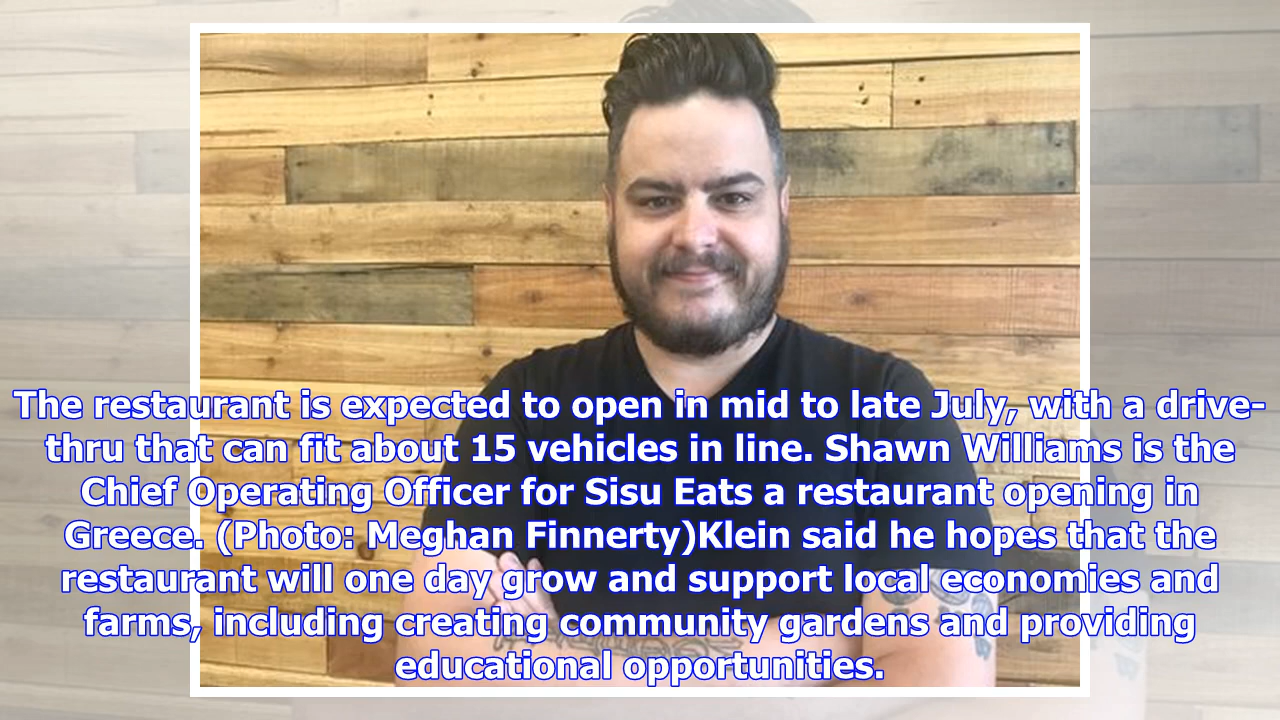 The restaurant is expected to open in mid to late July, with a drive-
thru that can fit about 15 vehicles in line. Shawn Williams is the
Chief Operating Officer for Sisu Eats a restaurant opening in
Greece. (Photo: Meghan Finnerty)Klein said he hopes that the
restaurant will one day grow and support local economies and
farms, including creating community gardens and providing
educational opportunities.